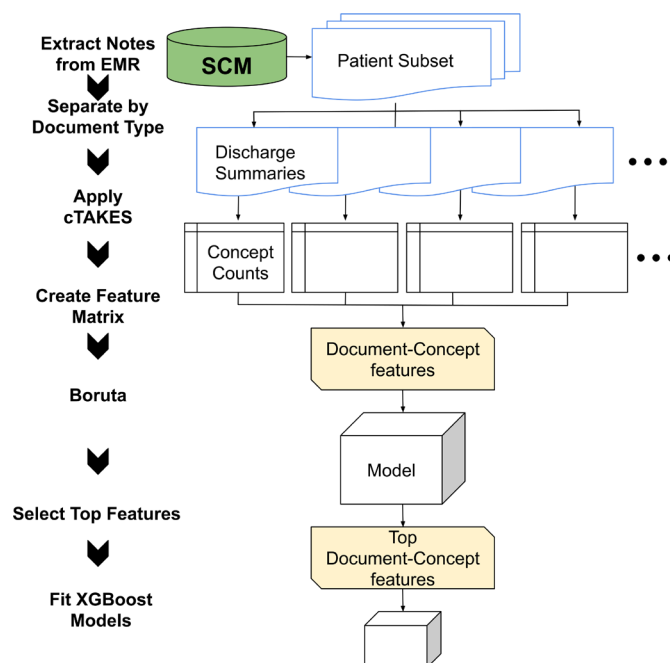 Extract Notes
from EMR
SCM
Patient Subset
Separate by
Document Type
Discharge
Summaries
Apply
cTAKES
Concept
Counts
Create Feature
Matrix
Document-Concept
features
Boruta
Model
Select Top Features
Top
Document-Concept
features
Fit XGBoost
Models